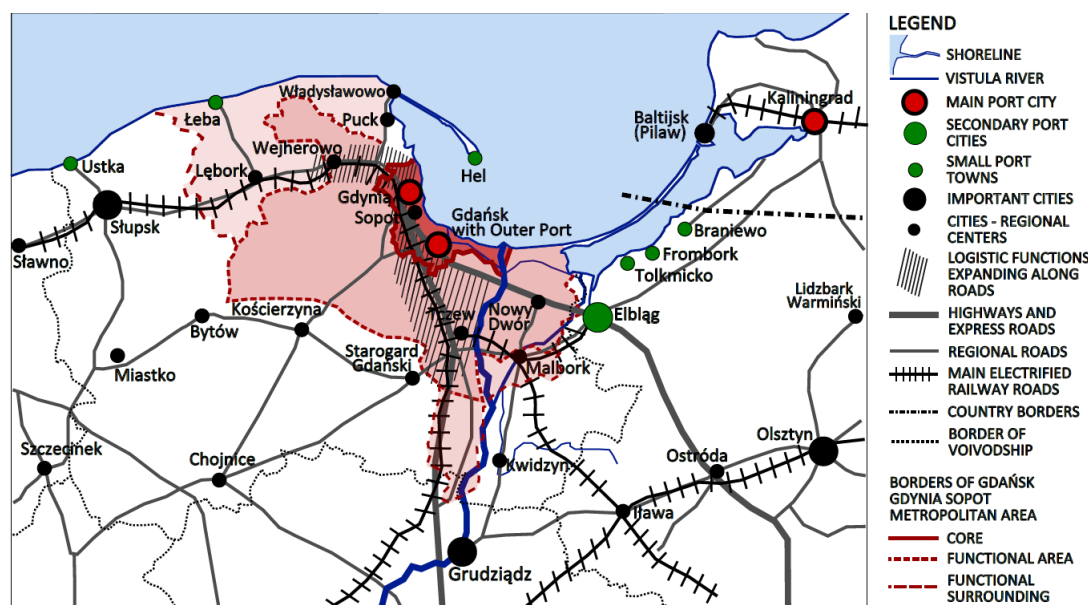 Władysławowo
Puck
Łeba
Wejherowo
Ustka
Lębork
Hel
Gdynia
Sopot
Gdańsk
with Outer Port
Słupsk
Sławno
Baltijsk
(Pilaw)
Kaliningrad
Braniewo
Frombork
Tolkmicko
Lidzbark
Warmiński
Elbląg
Nowy
Dwór
Kościerzyna
Bytów
Miastko
Starogard
Gdański
Malbork
Szczecinek
Chojnice
Kwidzyn
Ostróda
Olsztyn
Iława
Grudziądz
LEGEND
SHORELINE
VISTULA RIVER
MAIN PORT CITY
SECONDARY PORT
CITIES
SMALL PORT
TOWNS
IMPORTANT CITIES
CITIES - REGIONAL
CENTERS
LOGISTIC FUNCTIONS
EXPANDING ALONG
ROADS
HIGHWAYS AND
EXPRESS ROADS
REGIONAL ROADS
MAIN ELECTRIFIED
RAILWAY ROADS
COUNTRY BORDERS
BORDER OF
VOIVODSHIP
BORDERS OF GDAŃSK
GDYNIA SOPOT
METROPOLITAN AREA
CORE
FUNCTIONAL AREA
FUNCTIONAL
SURROUNDING